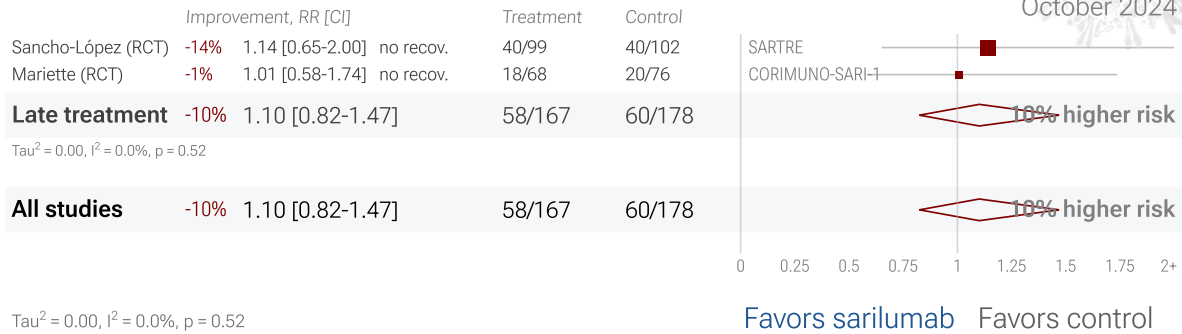 October 2024
Improvement, RR [CI] Treatment Control
Sancho-López (RCT) -14% 1.14 [0.65-2.00] no recov. 40/99 40/102 SARTRE
Mariette (RCT) -1% 1.01 [0.58-1.74] no recov. 18/68 20/76 CORIMUNO-SARI-1
Late treatment -10% 1.10 [0.82-1.47] 58/167 60/178 10% higher risk
Tau² = 0.00, I² = 0.0%, p = 0.52
All studies -10% 1.10 [0.82-1.47] 58/167 60/178 10% higher risk
0 0.25 0.5 0.75 1 1.25 1.5 1.75 2+
Tau² = 0.00, I² = 0.0%, p = 0.52 Favors sarilumab Favors control